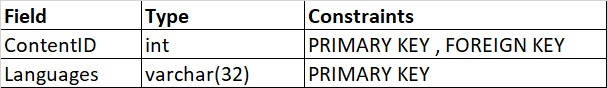 Field Type Constraints
ContentID int PRIMARY KEY , FOREIGN KEY
Languages varchar(32) PRIMARY KEY